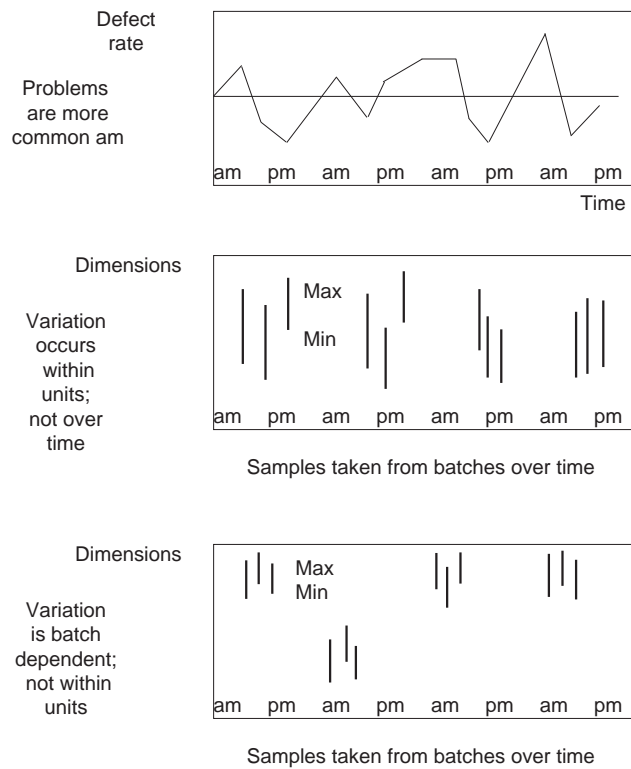 Defect
rate
Problems
are more
common am
am pm am pm am pm am pm
Time
Dimensions
Variation
occurs
within
units;
not over
time
Max
Min
am pm am pm am pm am pm
Samples taken from batches over time
Dimensions
Variation
is batch
dependent;
not within
units
Max
Min
am pm am pm am pm am pm
Samples taken from batches over time